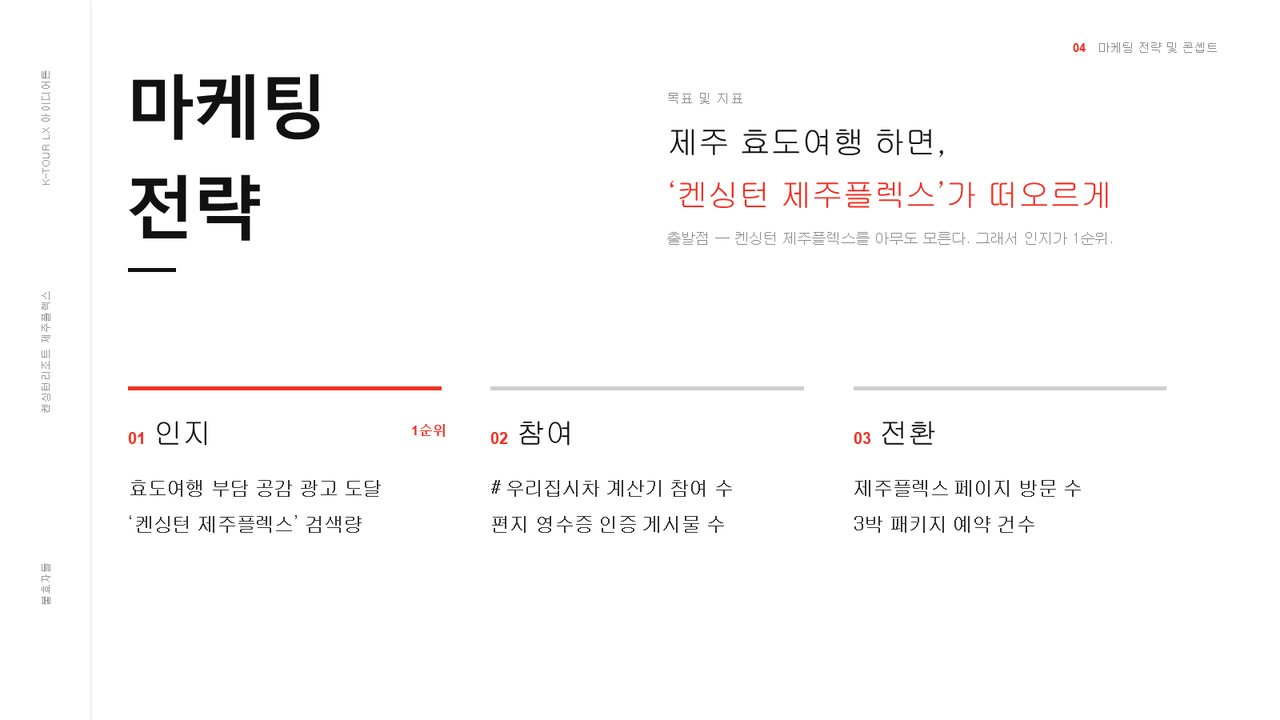 04 마케팅 전략 및 콘셉트
마케팅
전략
목표 및 지표
제주 효도여행 하면,
‘켄싱턴 제주플렉스’가 떠오르게
출발점 — 켄싱턴 제주플렉스를 아무도 모른다. 그래서 인지가 1순위.
01 인지 1순위
효도여행 부담 공감 광고 도달
‘켄싱턴 제주플렉스’ 검색량
02 참여
# 우리집시차 계산기 참여 수
편지 영수증 인증 게시물 수
03 전환
제주플렉스 페이지 방문 수
3박 패키지 예약 건수
K-TOUR LX 아이디어톤
켄싱턴리조트 제주플렉스
불효자들